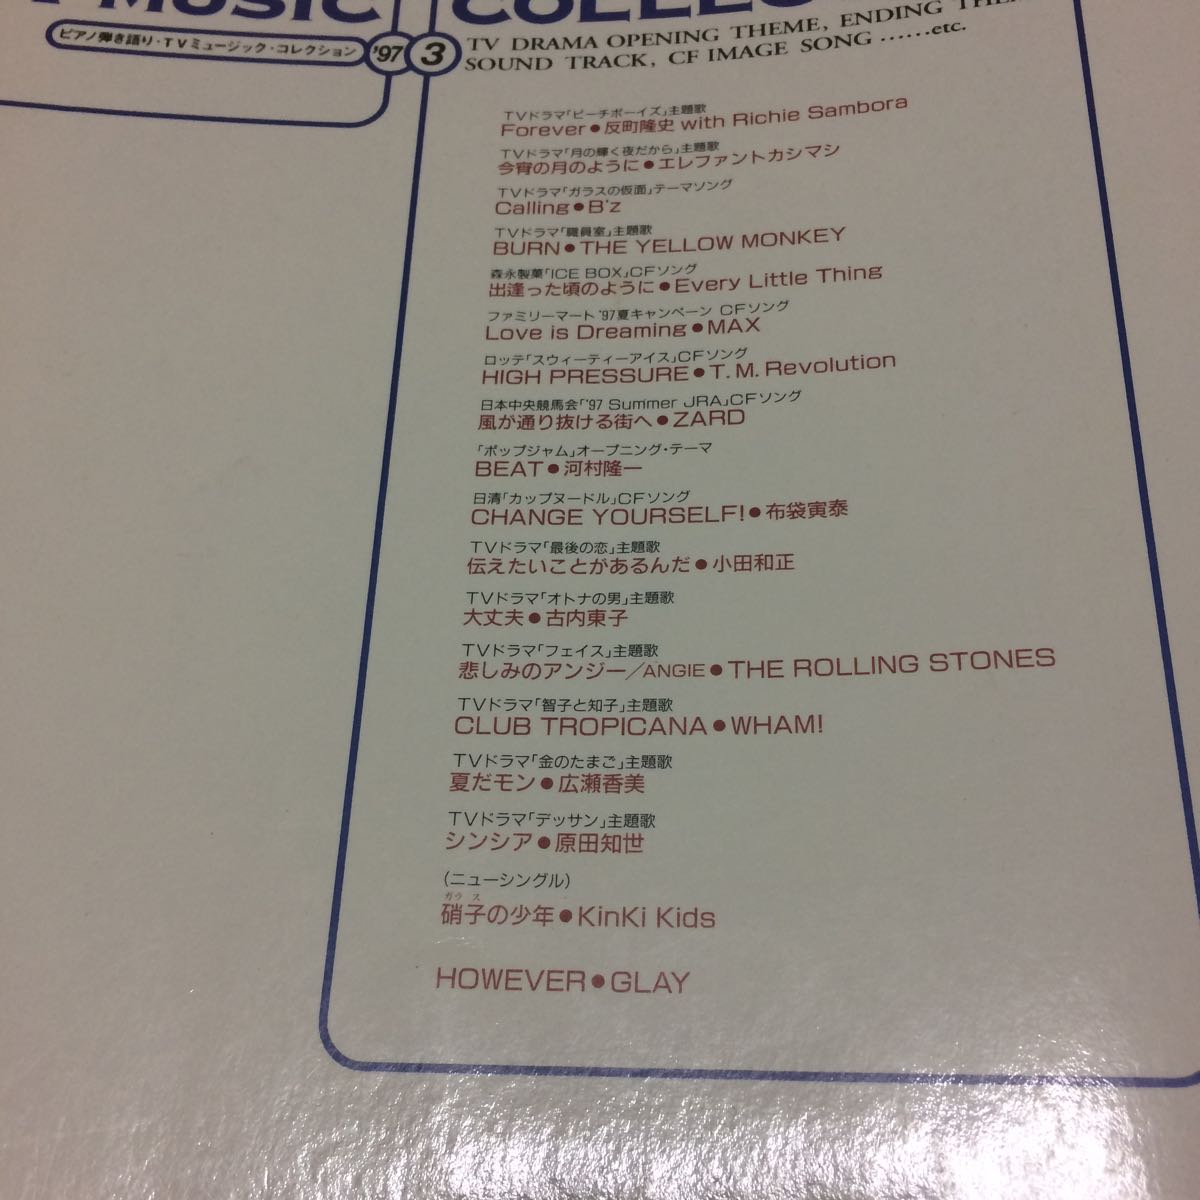 MUSIC
ピアノ弾き語り・TVミュージック・コレクション '97 3
TV DRAMA OPENING THEME, ENDING
SOUND TRACK, CF IMAGE SONG ……etc.
TVドラマ「ビーチボーイズ」主題歌
Forever●反町隆史 with Richie Sambora
TVドラマ「月の輝く夜だから」主題歌
今宵の月のように●エレファントカシマシ
TVドラマ「ガラスの仮面」テーマソング
Calling●B'z
TVドラマ「職員室」主題歌
BURN●THE YELLOW MONKEY
森永製菓「ICE BOX」CFソング
出逢った頃のように●Every Little Thing
ファミリーマート'97夏キャンペーン CFソング
Love is Dreaming●MAX
ロッテ「スウィーティーアイス」CFソング
HIGH PRESSURE●T.M.Revolution
日本中央競馬会「'97 Summer JRA」CFソング
風が通り抜ける街へ●ZARD
「ポップジャム」オープニング・テーマ
BEAT●河村隆一
日清「カップヌードル」CFソング
CHANGE YOURSELF!●布袋寅泰
TVドラマ「最後の恋」主題歌
伝えたいことがあるんだ●小田和正
TVドラマ「オトナの男」主題歌
大丈夫●古内東子
TVドラマ「フェイス」主題歌
悲しみのアンジー／ANGIE●THE ROLLING STONES
TVドラマ「智子と知子」主題歌
CLUB TROPICANA●WHAM!
TVドラマ「金のたまご」主題歌
夏だモン●広瀬香美
TVドラマ「デッサン」主題歌
シンシア●原田知世
(ニューシングル)
ガラス
硝子の少年●KinKi Kids
HOWEVER●GLAY